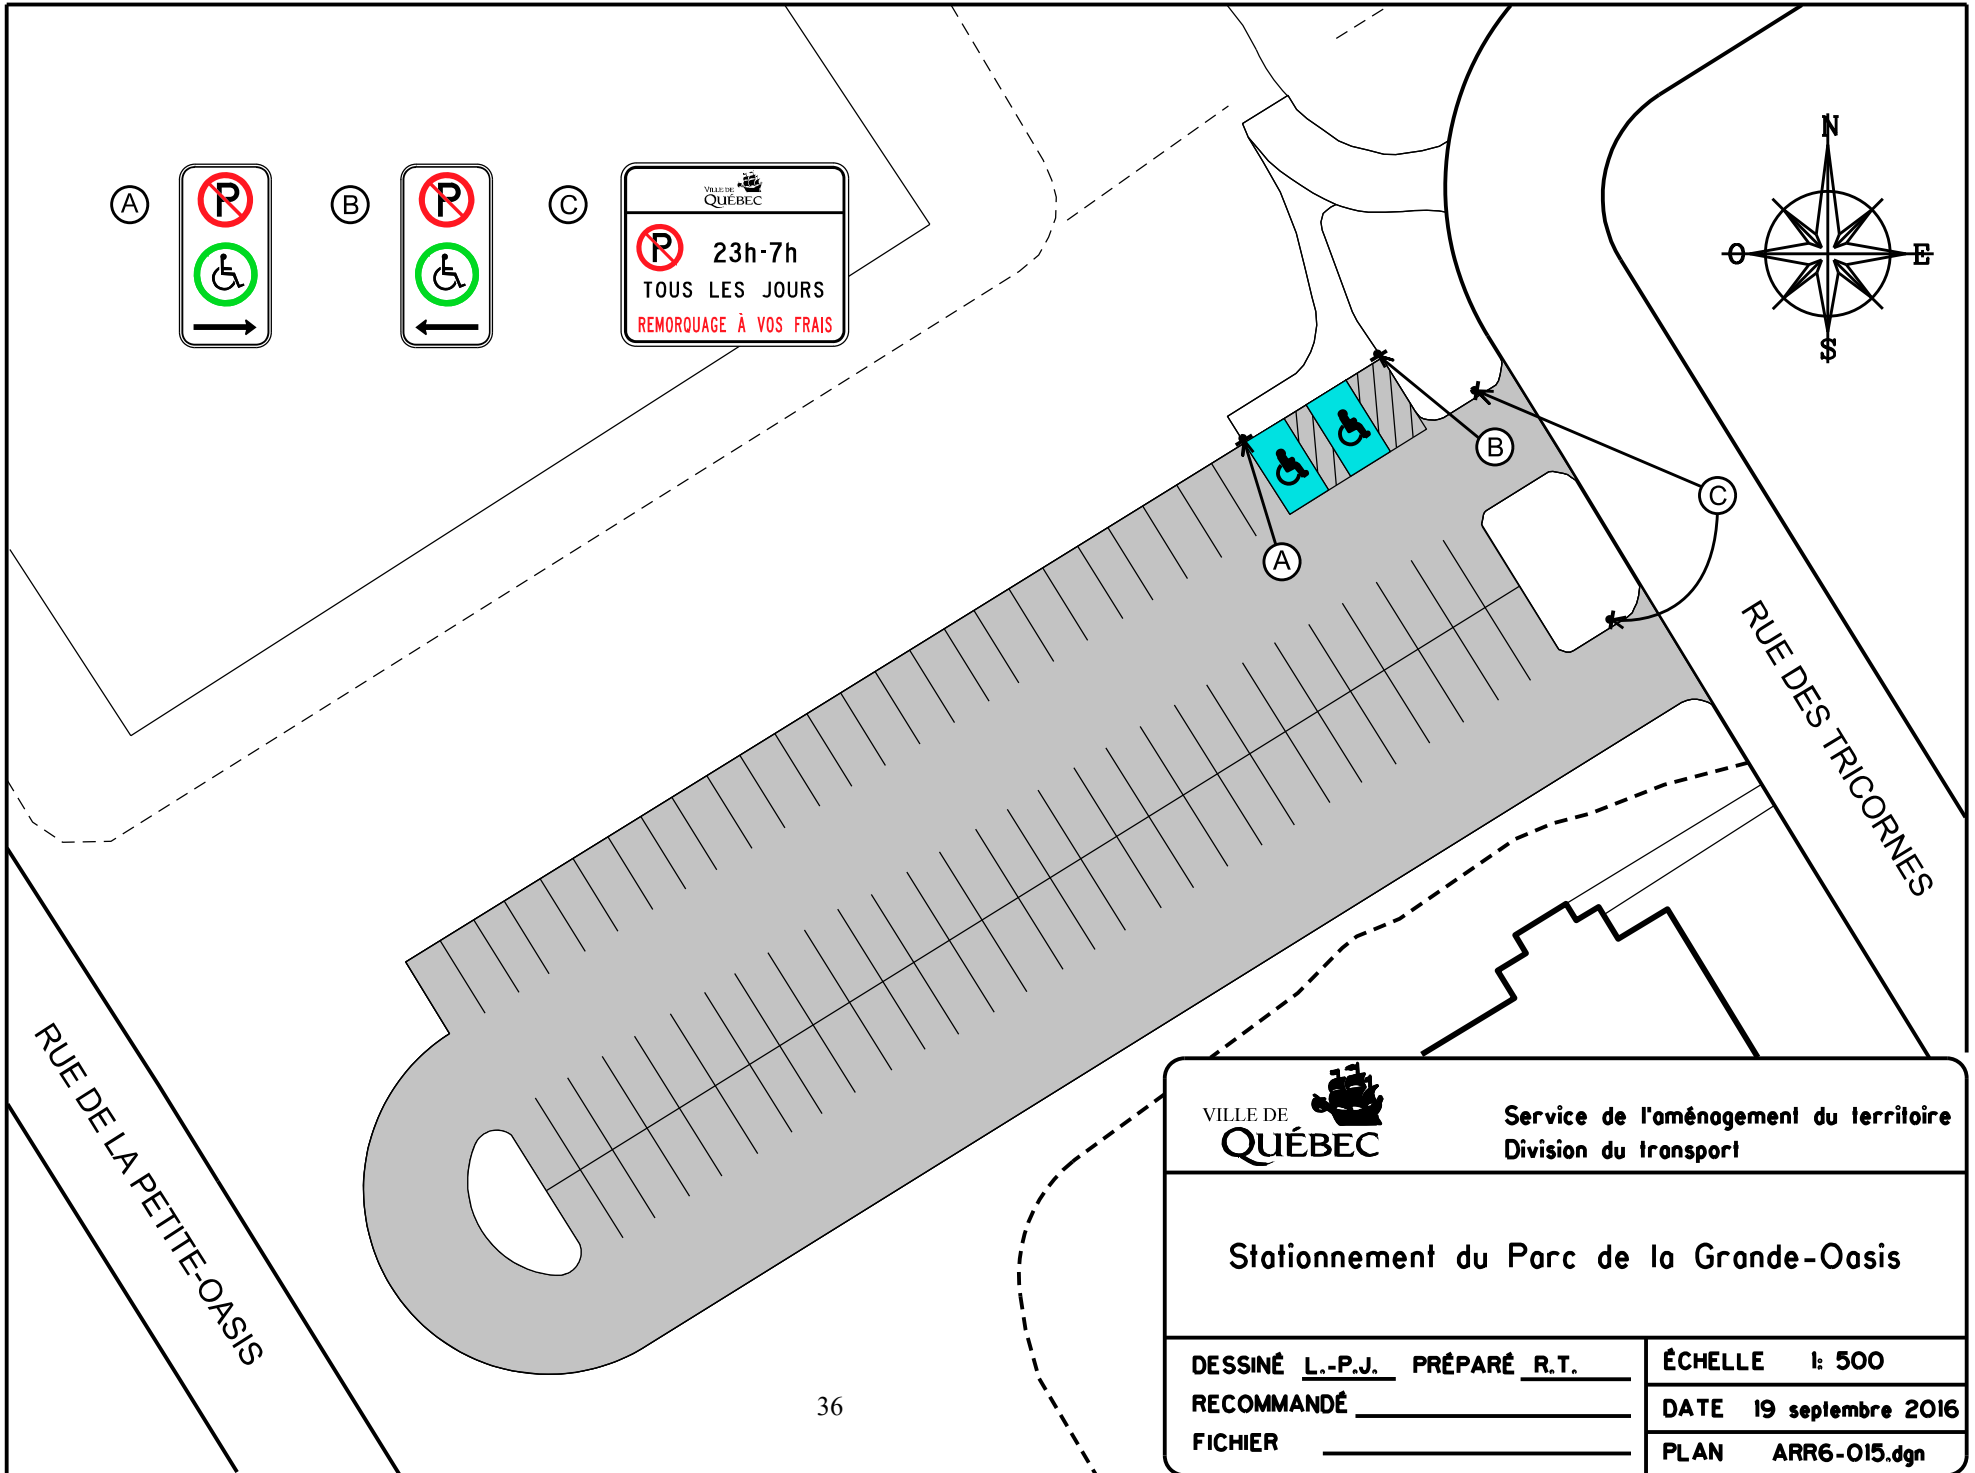 A
P
B
P
C
VILLE DE
QUÉBEC
P 23h-7h
TOUS LES JOURS
REMORQUAGE À VOS FRAIS
N
O E
S
B
C
A
RUE DES TRICORNES
RUE DE LA PETITE-OASIS
36
VILLE DE
QUÉBEC
Service de l'aménagement du territoire
Division du transport
Stationnement du Parc de la Grande-Oasis
DESSINÉ L.-P.J. PRÉPARÉ R.T.
RECOMMANDÉ
FICHIER
ÉCHELLE 1: 500
DATE 19 septembre 2016
PLAN ARR6-015.dgn